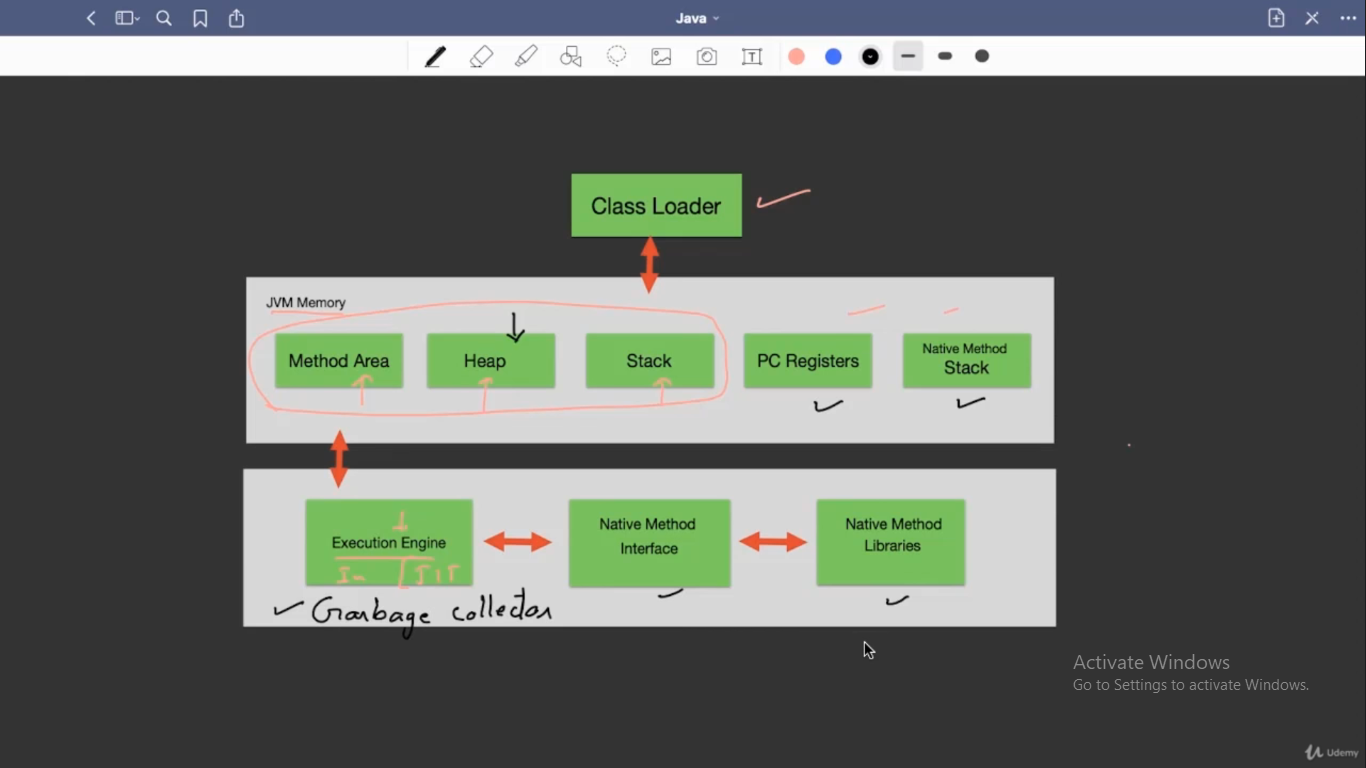 Java
T
Class Loader
JVM Memory
Method Area
Heap
Stack
PC Registers
Native Method
Stack
Execution Engine
In JIT
Native Method
Interface
Native Method
Libraries
Garbage collector
Activate Windows
Go to Settings to activate Windows.
Udemy